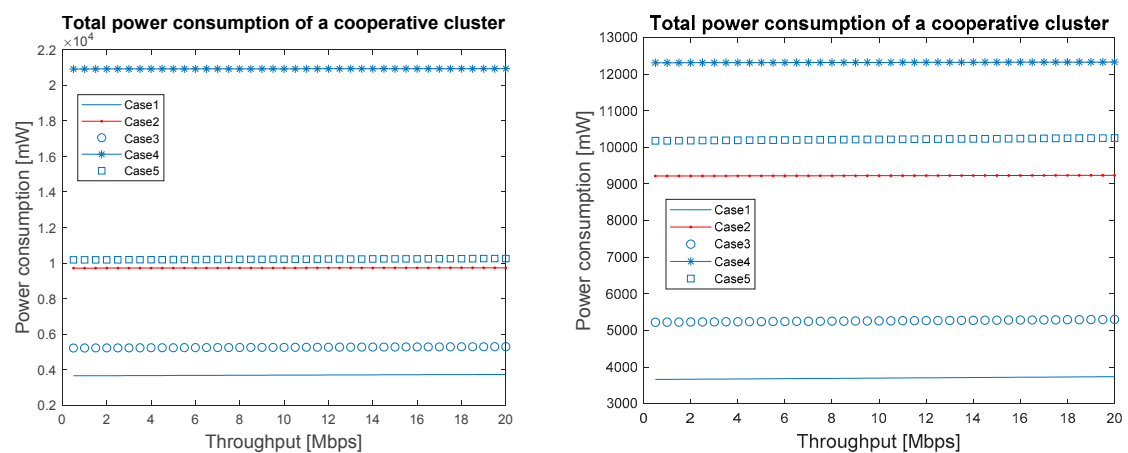 Total power consumption of a cooperative cluster
×10⁴
2.2
2
1.8
1.6
1.4
1.2
1
0.8
0.6
0.4
0.2
Power consumption [mW]
Case1
Case2
Case3
Case4
Case5
0 2 4 6 8 10 12 14 16 18 20
Throughput [Mbps]
Total power consumption of a cooperative cluster
13000
12000
11000
10000
9000
8000
7000
6000
5000
4000
3000
Power consumption [mW]
Case1
Case2
Case3
Case4
Case5
0 2 4 6 8 10 12 14 16 18 20
Throughput [Mbps]